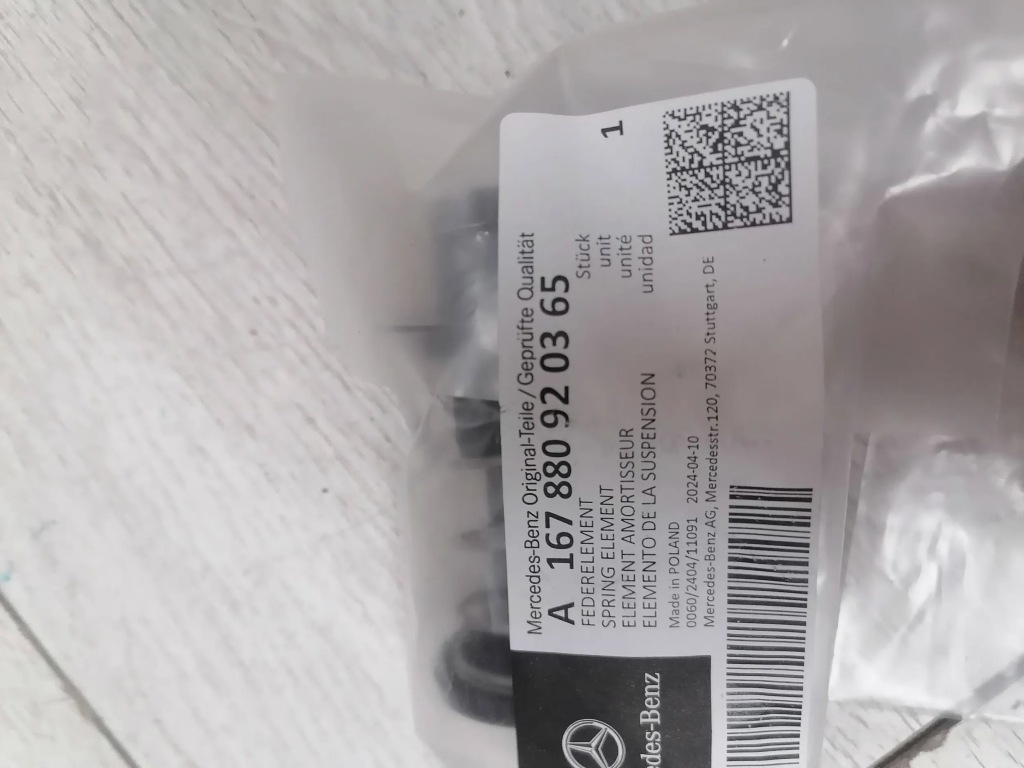 Mercedes-Benz Original-Teile/Geprüfte Qualität
A 167 880 92 03 65
FEDERELEMENT
SPRING ELEMENT
ELEMENT AMORTISSEUR
ELEMENTO DE LA SUSPENSION
Stück
unit
unité
unidad
1
Made in POLAND
0060/2404/11091 2024-04-10
Mercedes-Benz AG, Mercedesstr.120, 70372 Stuttgart, DE
edes-Benz